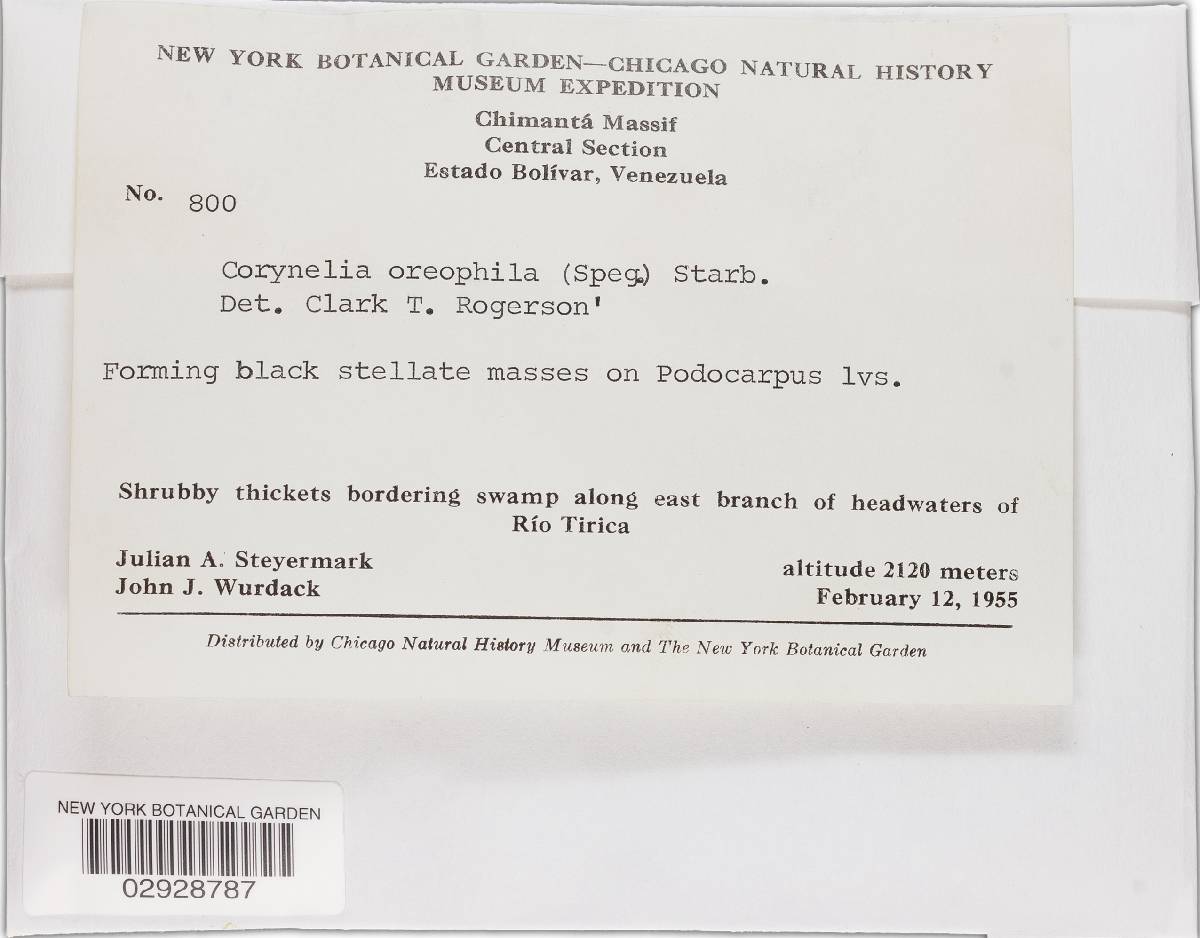 NEW YORK BOTANICAL GARDEN—CHICAGO NATURAL HISTORY
MUSEUM EXPEDITION
Chimantá Massif
Central Section
Estado Bolívar, Venezuela
No. 800
Corynelia oreophila (Speg.) Starb.
Det. Clark T. Rogerson'
Forming black stellate masses on Podocarpus lvs.
Shrubby thickets bordering swamp along east branch of headwaters of
Río Tirica
Julian A. Steyermark
John J. Wurdack
altitude 2120 meters
February 12, 1955
Distributed by Chicago Natural History Museum and The New York Botanical Garden
NEW YORK BOTANICAL GARDEN
02928787